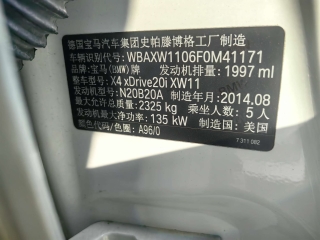 德国宝马汽车集团史帕滕博格工厂制造
车辆识别代号:WBAXW1106F0M41171
品牌:宝马(BMW)牌 发动机排量:1997 ml
型号:X4 xDrive20i XW11
发动机型号:N20B20A 制造年月:2014.08
最大允许总质量:2325 kg 乘坐人数:5 人
发动机最大净功率:135 kW 制造国:美国
颜色代码/色点:A96/0